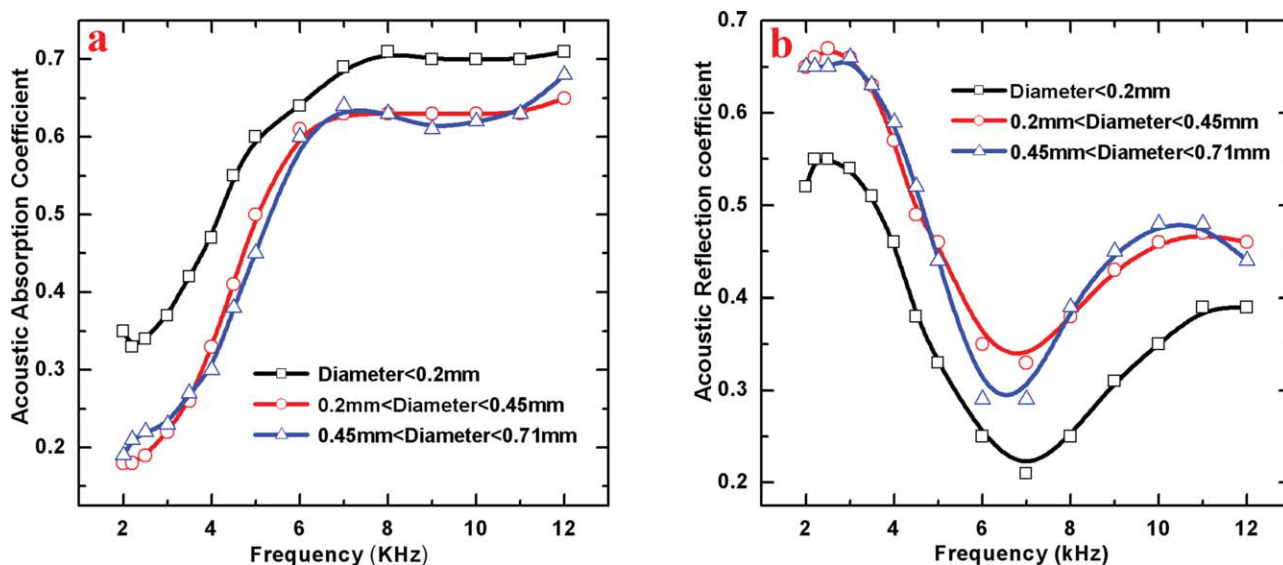 a
Acoustic Absorption Coefficient
0.7
0.6
0.5
0.4
0.3
0.2
Diameter<0.2mm
0.2mm<Diameter<0.45mm
0.45mm<Diameter<0.71mm
2 4 6 8 10 12
Frequency (KHz)
b
Acoustic Reflection coefficient
0.7
0.6
0.5
0.4
0.3
0.2
Diameter<0.2mm
0.2mm<Diameter<0.45mm
0.45mm<Diameter<0.71mm
2 4 6 8 10 12
Frequency (kHz)